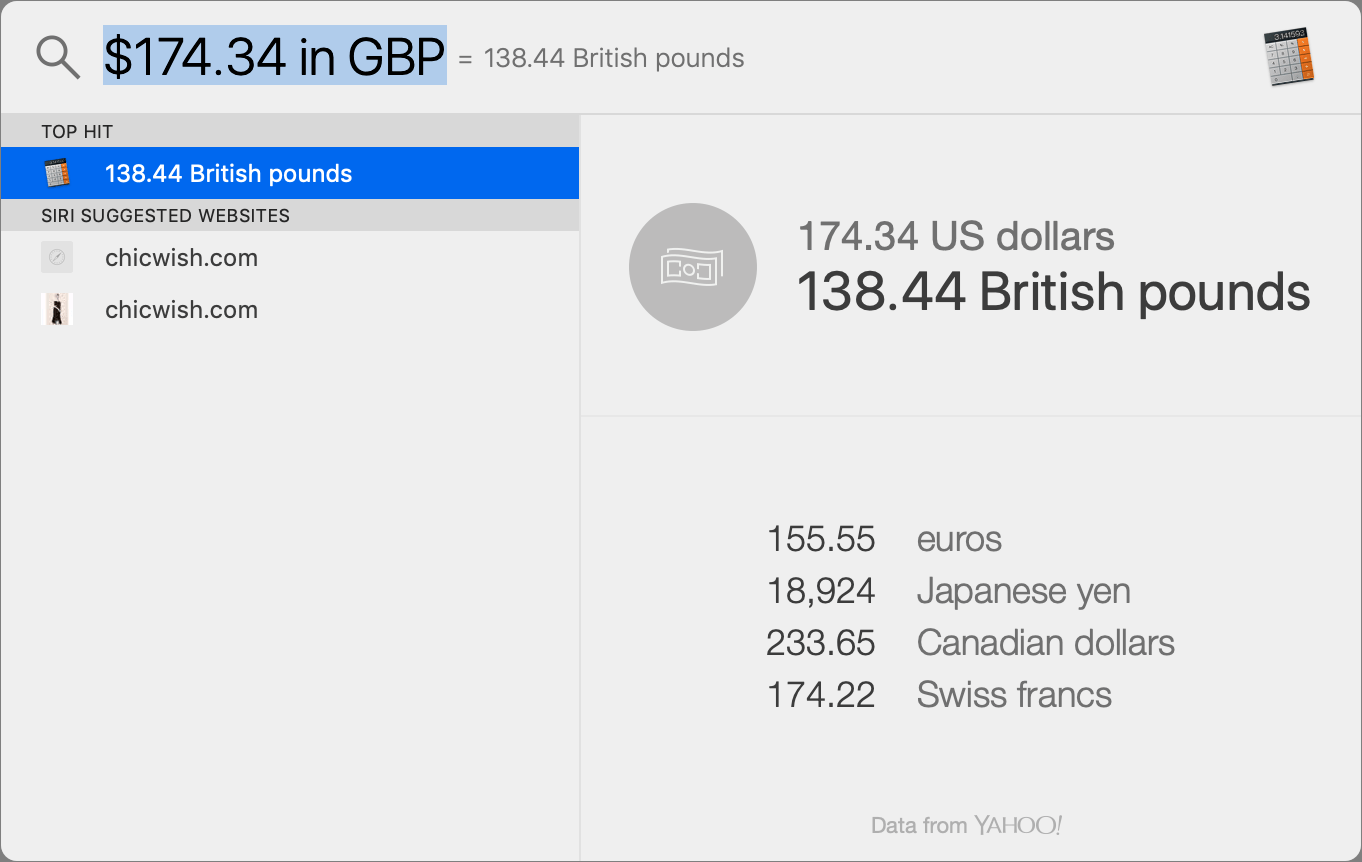 $174.34 in GBP = 138.44 British pounds
3.141593
TOP HIT
138.44 British pounds
SIRI SUGGESTED WEBSITES
chicwish.com
chicwish.com
174.34 US dollars
138.44 British pounds
155.55 euros
18,924 Japanese yen
233.65 Canadian dollars
174.22 Swiss francs
Data from YAHOO!